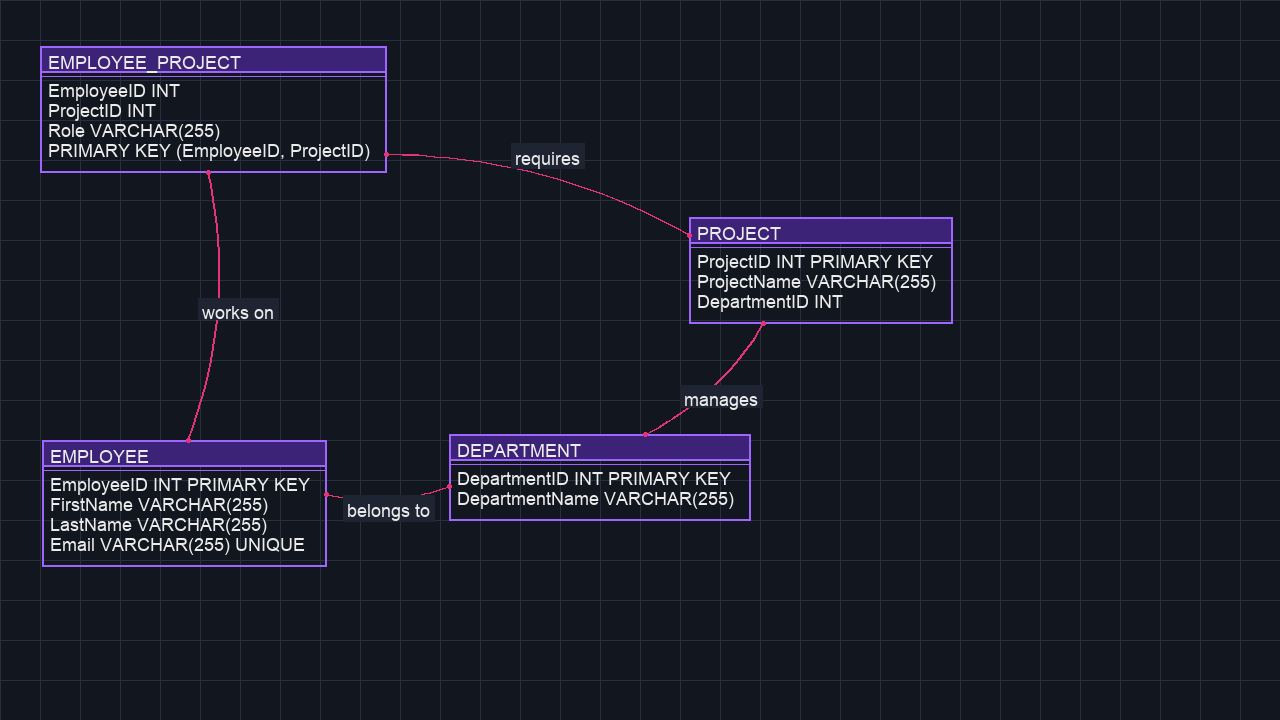 EMPLOYEE_PROJECT
EmployeeID INT
ProjectID INT
Role VARCHAR(255)
PRIMARY KEY (EmployeeID, ProjectID)
requires
PROJECT
ProjectID INT PRIMARY KEY
ProjectName VARCHAR(255)
DepartmentID INT
works on
manages
EMPLOYEE
EmployeeID INT PRIMARY KEY
FirstName VARCHAR(255)
LastName VARCHAR(255)
Email VARCHAR(255) UNIQUE
belongs to
DEPARTMENT
DepartmentID INT PRIMARY KEY
DepartmentName VARCHAR(255)